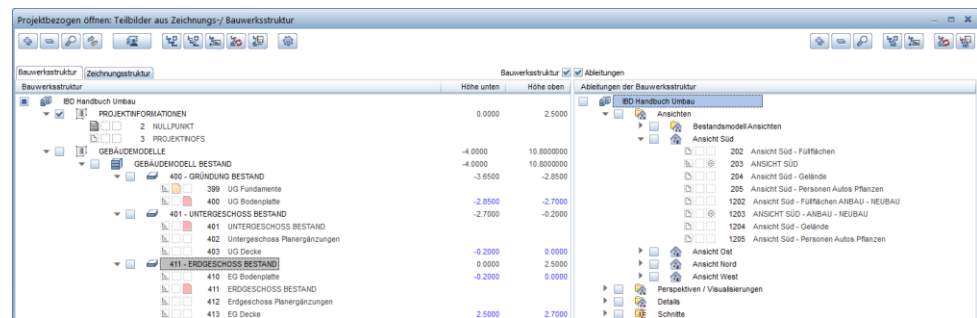 Projektbezogen öffnen: Teilbilder aus Zeichnungs-/ Bauwerksstruktur
Bauwerksstruktur Zeichnungsstruktur Bauwerksstruktur Ableitungen
Bauwerksstruktur Höhe unten Höhe oben
IBD Handbuch Umbau
PROJEKTINFORMATIONEN 0.0000 2.5000
2 NULLPUNKT
3 PROJEKTINOFS
GEBÄUDEMODELLE -4.0000 10.8000000
GEBÄUDEMODELL BESTAND -4.0000 10.8000000
400 - GRÜNDUNG BESTAND -3.6500 -2.8500
399 UG Fundamente
400 UG Bodenplatte -2.8500 -2.7000
401 - UNTERGESCHOSS BESTAND -2.7000 -0.2000
401 UNTERGESCHOSS BESTAND
402 Untergeschoss Planergänzungen
403 UG Decke -0.2000 0.0000
411 - ERDGESCHOSS BESTAND 0.0000 2.5000
410 EG Bodenplatte -0.2000 0.0000
411 ERDGESCHOSS BESTAND
412 Erdgeschoss Planergänzungen
413 EG Decke 2.5000 2.7000
Ableitungen der Bauwerksstruktur
IBD Handbuch Umbau
Ansichten
Bestandsmodell Ansichten
Ansicht Süd
202 Ansicht Süd - Füllflächen
203 ANSICHT SÜD
204 Ansicht Süd - Gelände
205 Ansicht Süd - Personen Autos Pflanzen
1202 Ansicht Süd - Füllflächen ANBAU - NEUBAU
1203 ANSICHT SÜD - ANBAU - NEUBAU
1204 Ansicht Süd - Gelände
1205 Ansicht Süd - Personen Autos Pflanzen
Ansicht Ost
Ansicht Nord
Ansicht West
Perspektiven / Visualisierungen
Details
Schnitte